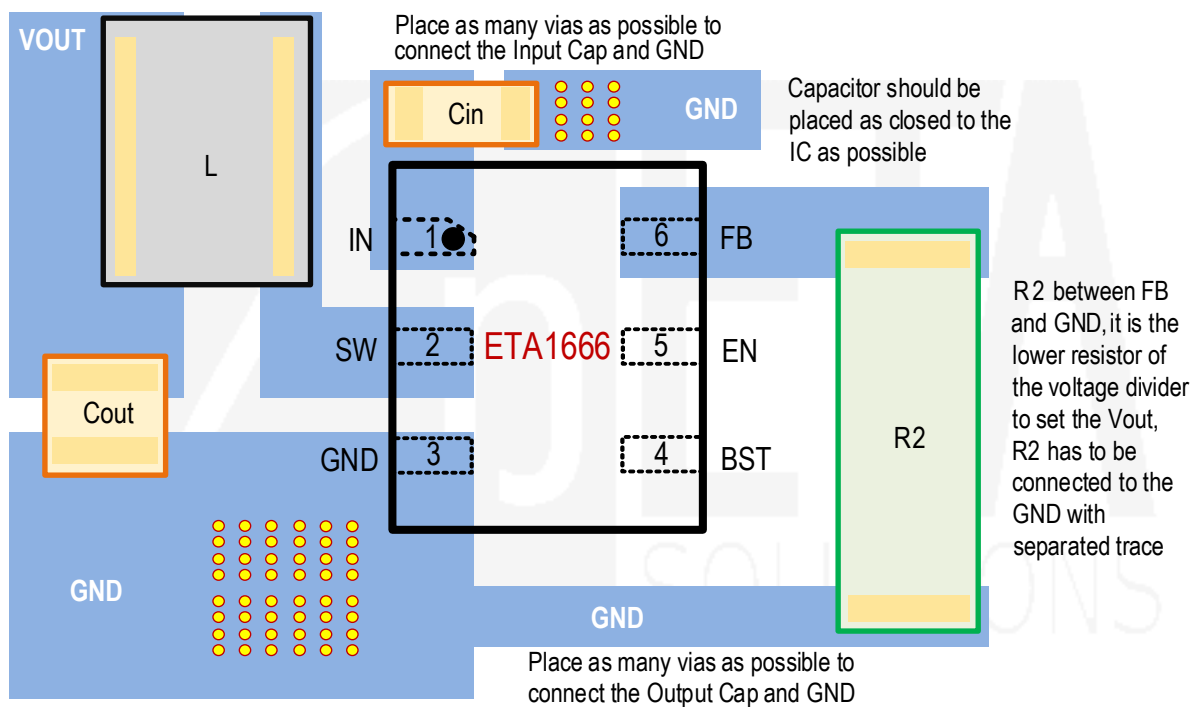 VOUT
Place as many vias as possible to
connect the Input Cap and GND
Cin
GND
Capacitor should be
placed as closed to the
IC as possible
L
IN
1
6
FB
SW
2
ETA1666
5
EN
R2 between FB
and GND, it is the
lower resistor of
the voltage divider
to set the Vout,
R2 has to be
connected to the
GND with
separated trace
Cout
R2
GND
3
4
BST
GND
GND
Place as many vias as possible to
connect the Output Cap and GND
ETA
SOLUTIONS